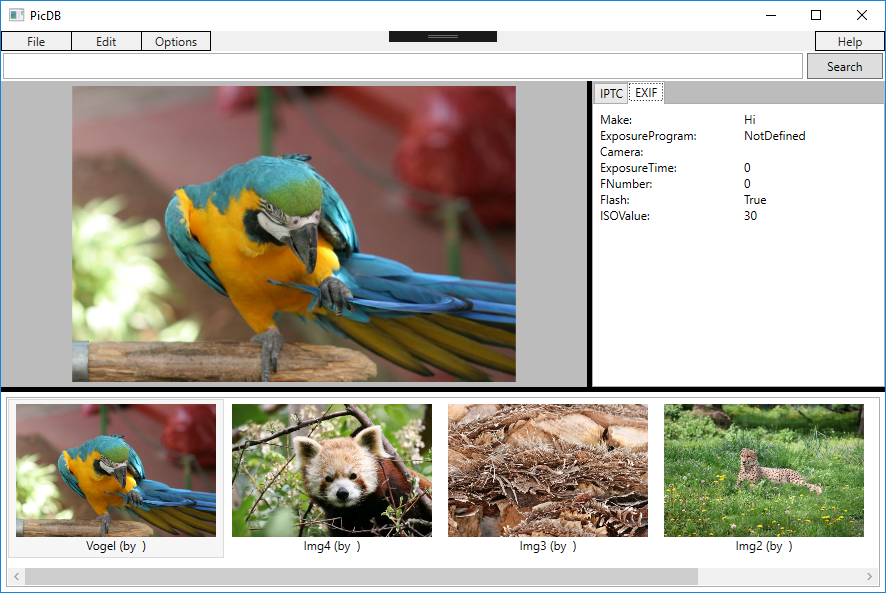 PicDB
File Edit Options Help
Search
IPTC EXIF
Make: Hi
ExposureProgram: NotDefined
Camera:
ExposureTime: 0
FNumber: 0
Flash: True
ISOValue: 30
Vogel (by  ) Img4 (by  ) Img3 (by  ) Img2 (by  )